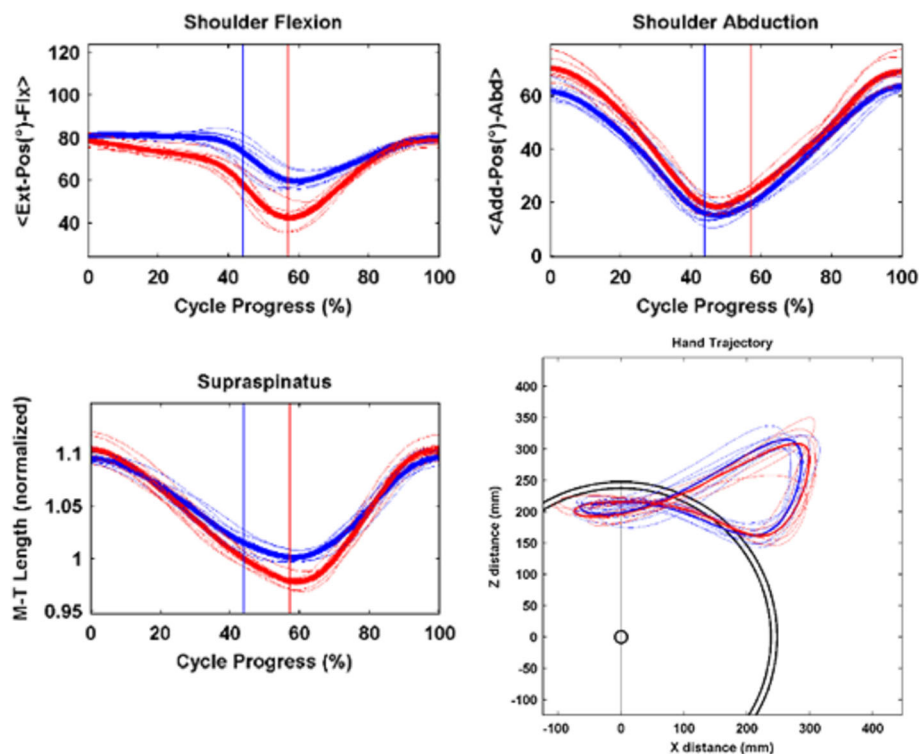 Shoulder Flexion
<Ext-Pos(°)-Flx>
120
100
80
60
40
0 20 40 60 80 100
Cycle Progress (%)
Shoulder Abduction
<Add-Pos(°)-Abd>
60
40
20
0
0 20 40 60 80 100
Cycle Progress (%)
Supraspinatus
M-T Length (normalized)
1.1
1.05
1
0.95
0 20 40 60 80 100
Cycle Progress (%)
Hand Trajectory
Z distance (mm)
400
350
300
250
200
150
100
50
0
-50
-100
-100 0 100 200 300 400
X distance (mm)